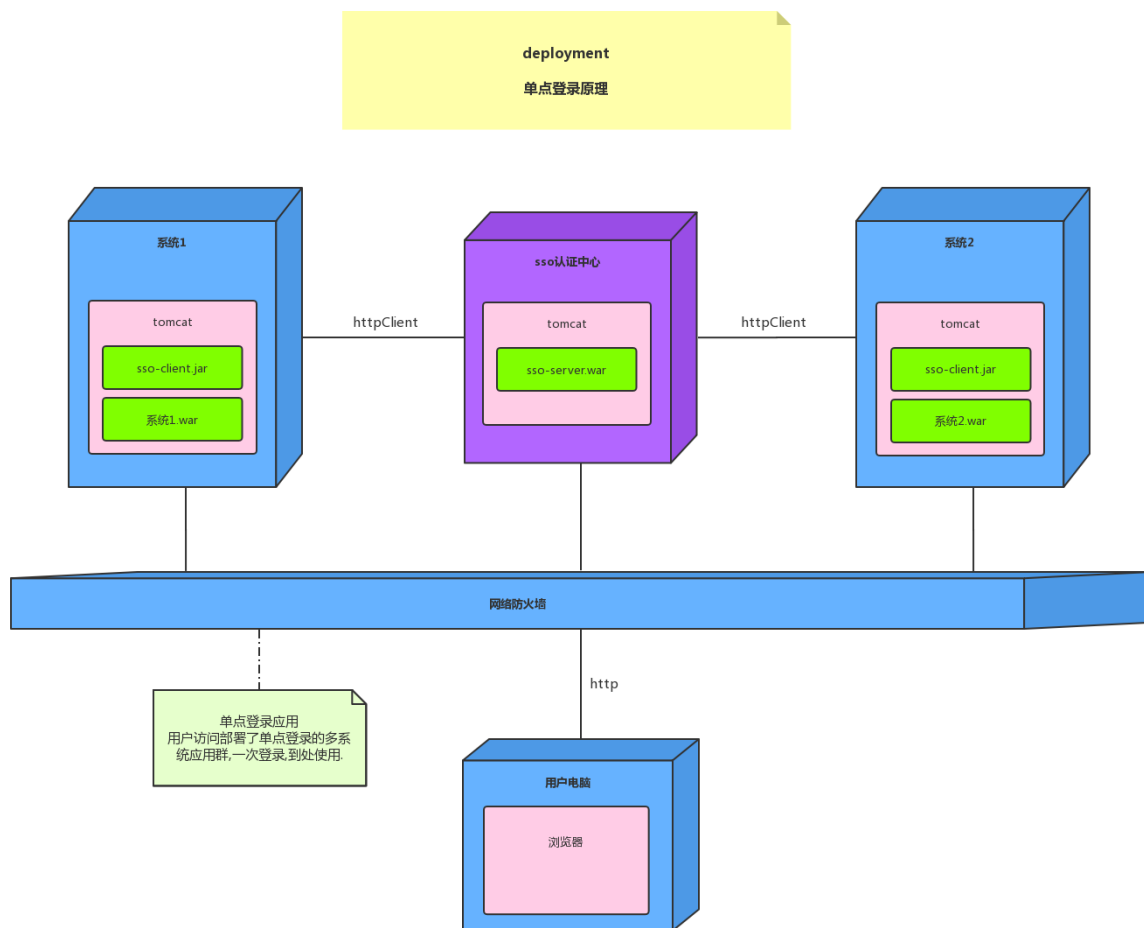 deployment
单点登录原理
系统1
tomcat
sso-client.jar
系统1.war
httpClient
sso认证中心
tomcat
sso-server.war
httpClient
系统2
tomcat
sso-client.jar
系统2.war
网络防火墙
http
单点登录应用
用户访问部署了单点登录的多系
统应用群,一次登录,到处使用.
用户电脑
浏览器